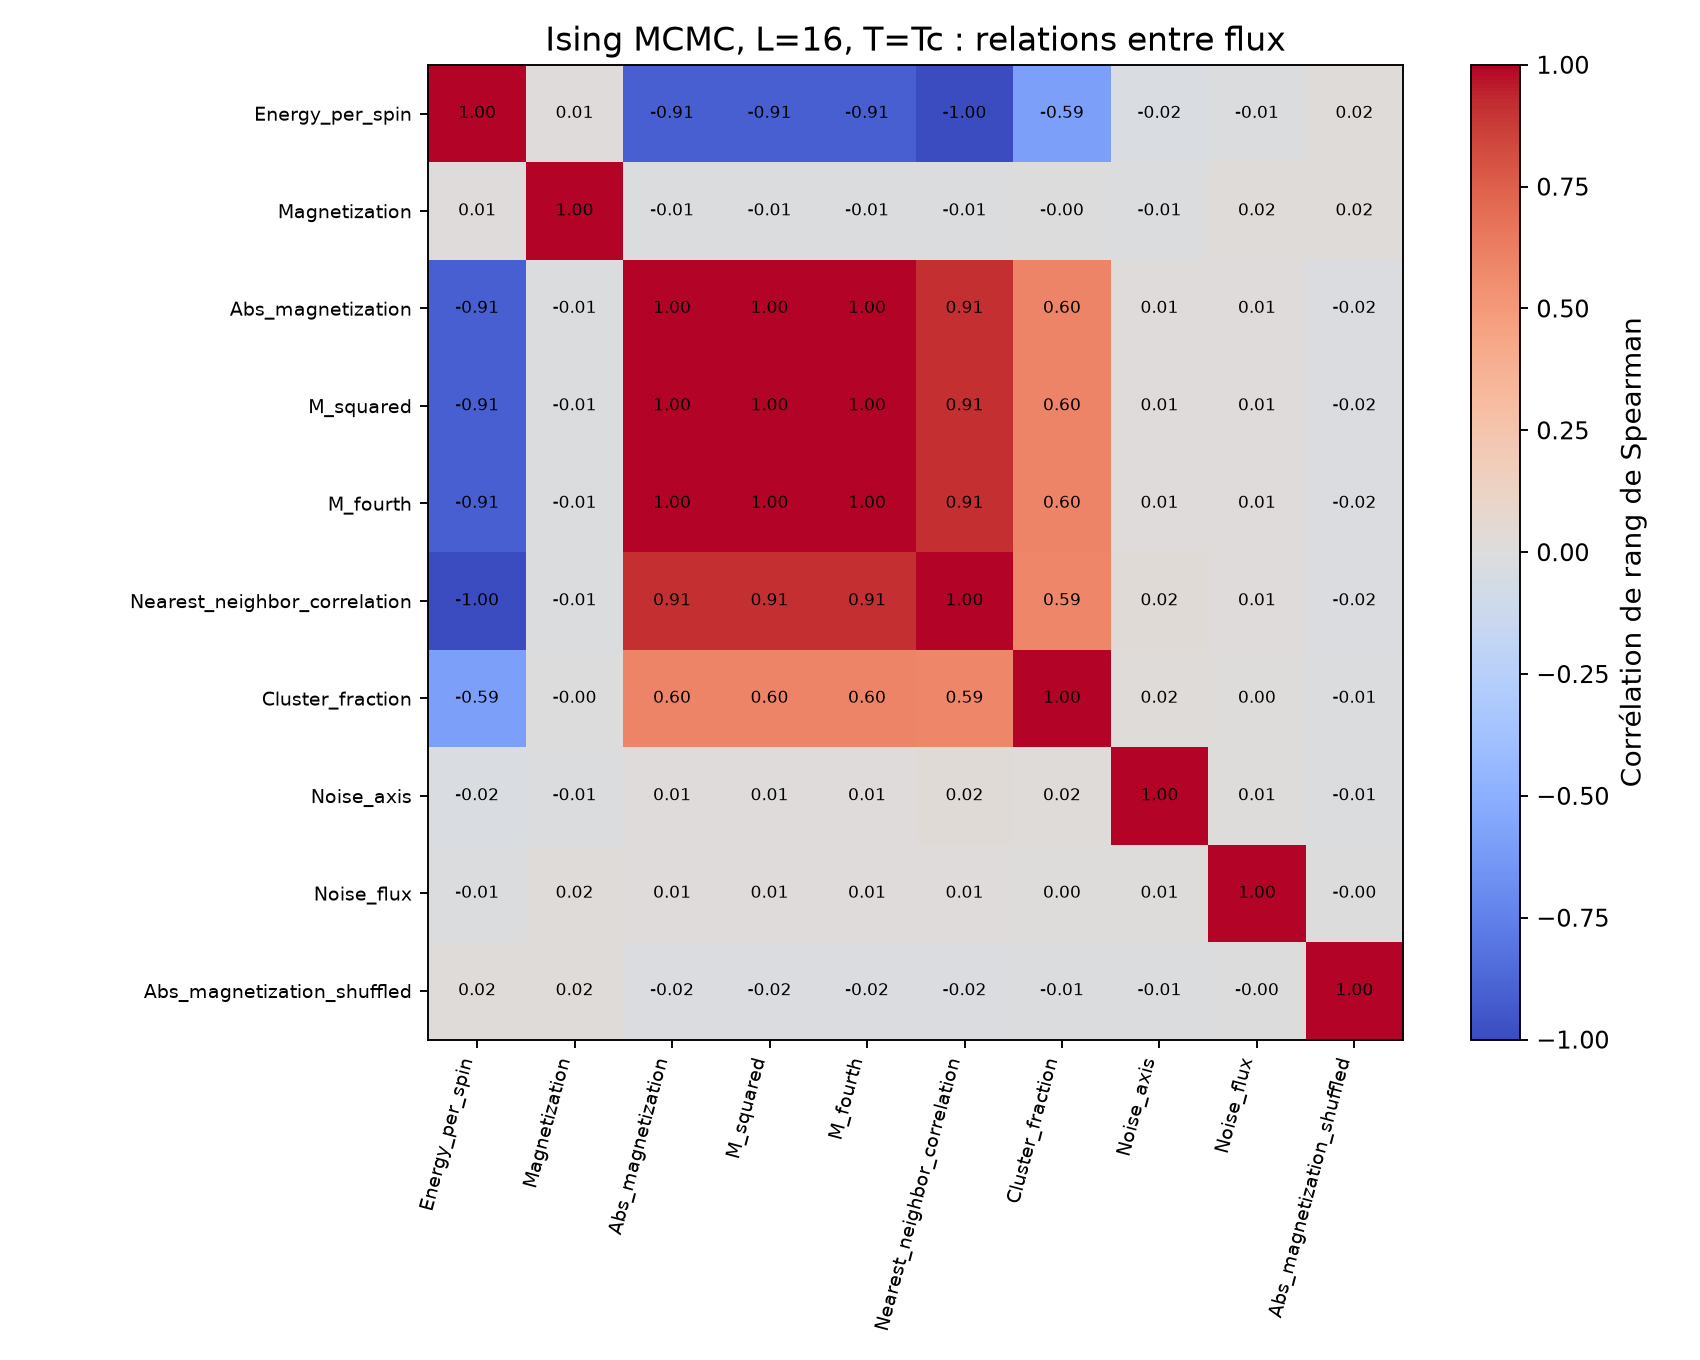 Ising MCMC, L=16, T=Tc : relations entre flux
Energy_per_spin 1.00 0.01 -0.91 -0.91 -0.91 -1.00 -0.59 -0.02 -0.01 0.02
Magnetization 0.01 1.00 -0.01 -0.01 -0.01 -0.01 -0.00 -0.01 0.02 0.02
Abs_magnetization -0.91 -0.01 1.00 1.00 1.00 0.91 0.60 0.01 0.01 -0.02
M_squared -0.91 -0.01 1.00 1.00 1.00 0.91 0.60 0.01 0.01 -0.02
M_fourth -0.91 -0.01 1.00 1.00 1.00 0.91 0.60 0.01 0.01 -0.02
Nearest_neighbor_correlation -1.00 -0.01 0.91 0.91 0.91 1.00 0.59 0.02 0.01 -0.02
Cluster_fraction -0.59 -0.00 0.60 0.60 0.60 0.59 1.00 0.02 0.00 -0.01
Noise_axis -0.02 -0.01 0.01 0.01 0.01 0.02 0.02 1.00 0.01 -0.01
Noise_flux -0.01 0.02 0.01 0.01 0.01 0.01 0.00 0.01 1.00 -0.00
Abs_magnetization_shuffled 0.02 0.02 -0.02 -0.02 -0.02 -0.02 -0.01 -0.01 -0.00 1.00
Energy_per_spin
Magnetization
Abs_magnetization
M_squared
M_fourth
Nearest_neighbor_correlation
Cluster_fraction
Noise_axis
Noise_flux
Abs_magnetization_shuffled
1.00
0.75
0.50
0.25
0.00
−0.25
−0.50
−0.75
−1.00
Corrélation de rang de Spearman